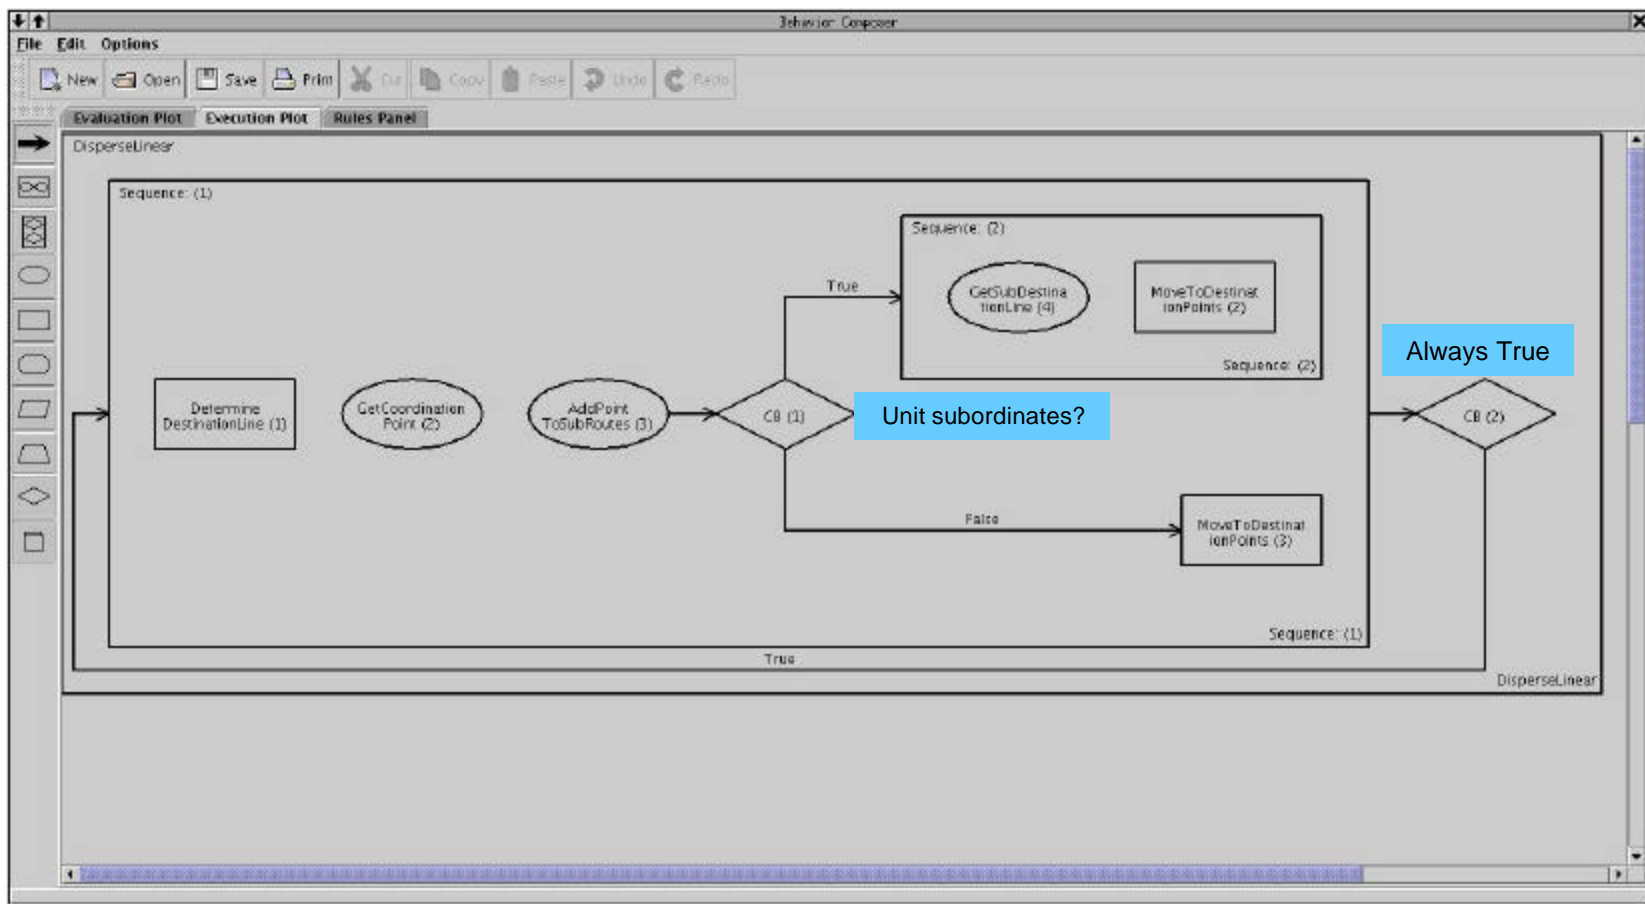 Behavior Composer
File Edit Options
New Open Save Print Cut Copy Paste Undo Redo
Evaluation Plot Execution Plot Rules Panel
DisperseLinear
Sequence: (1)
Sequence: (2)
True
GetSubDestina
tionLine (4)
MoveToDestinat
ionPoints (2)
Always True
Sequence: (2)
Determine
DestinationLine (1)
GetCoordination
Point (2)
AddPoint
ToSubRoutes (3)
CB (1)
Unit subordinates?
CB (2)
False
MoveToDestinat
ionPoints (3)
Sequence: (1)
True
DisperseLinear